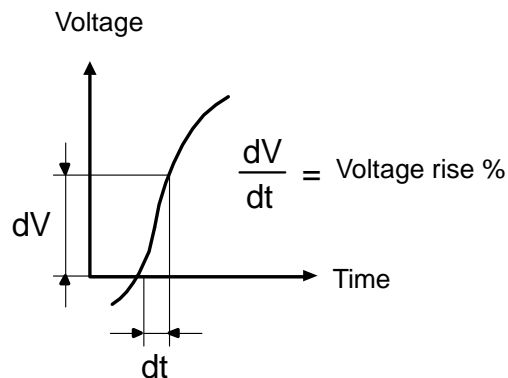 Voltage
dV
dt
= Voltage rise %
dV
Time
dt